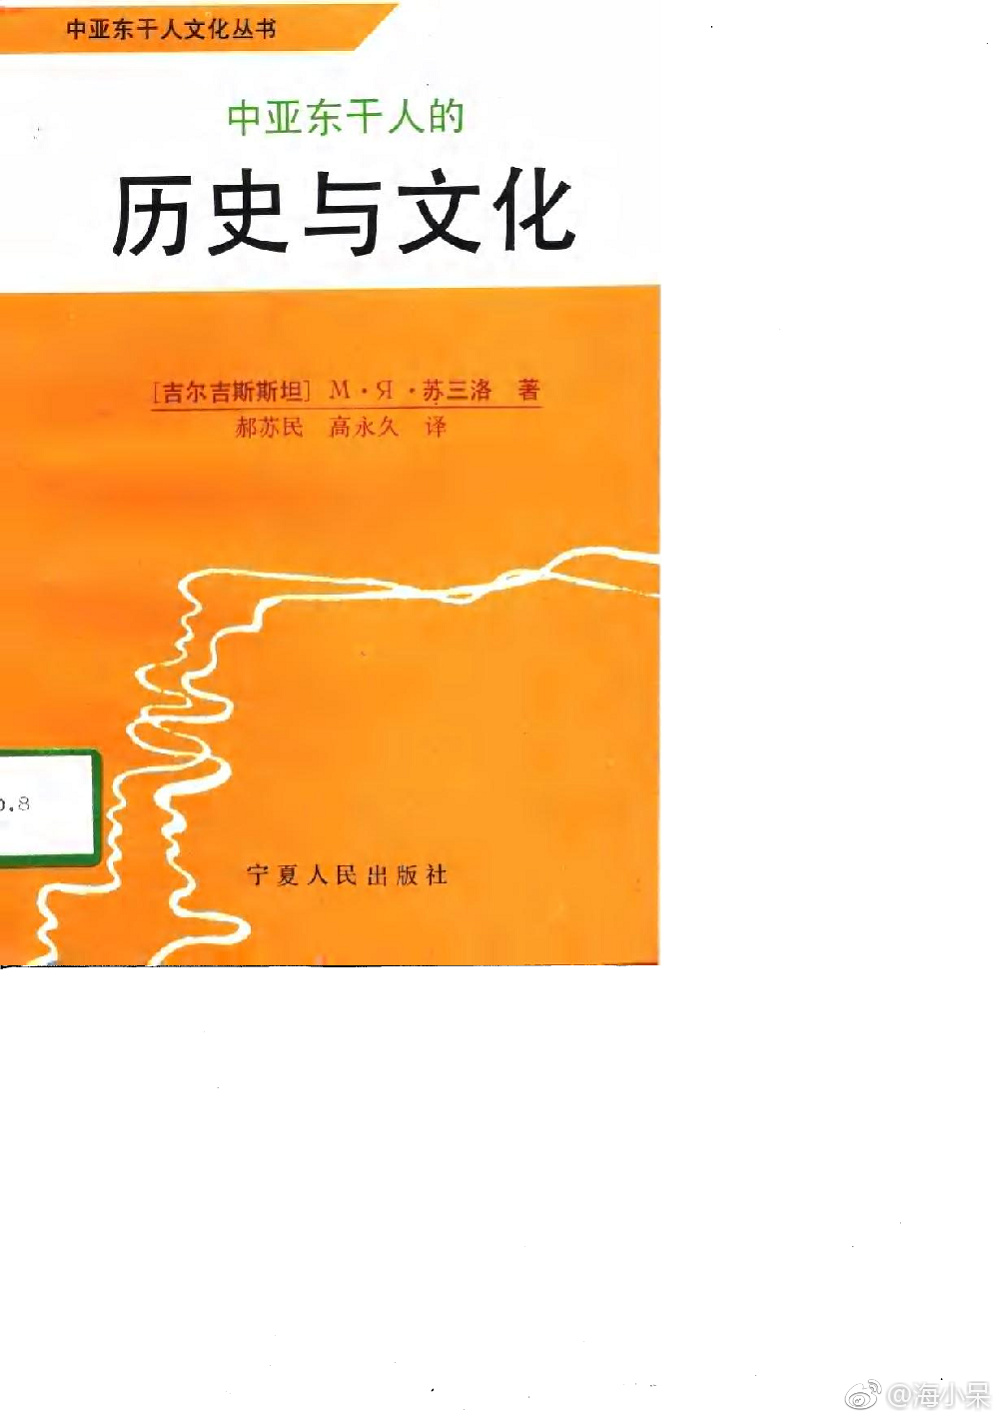 中亚东干人文化丛书
中亚东干人的
历史与文化
[吉尔吉斯斯坦] М·Я·苏三洛 著
郝苏民 高永久 译
.8
宁夏人民出版社
@海小呆